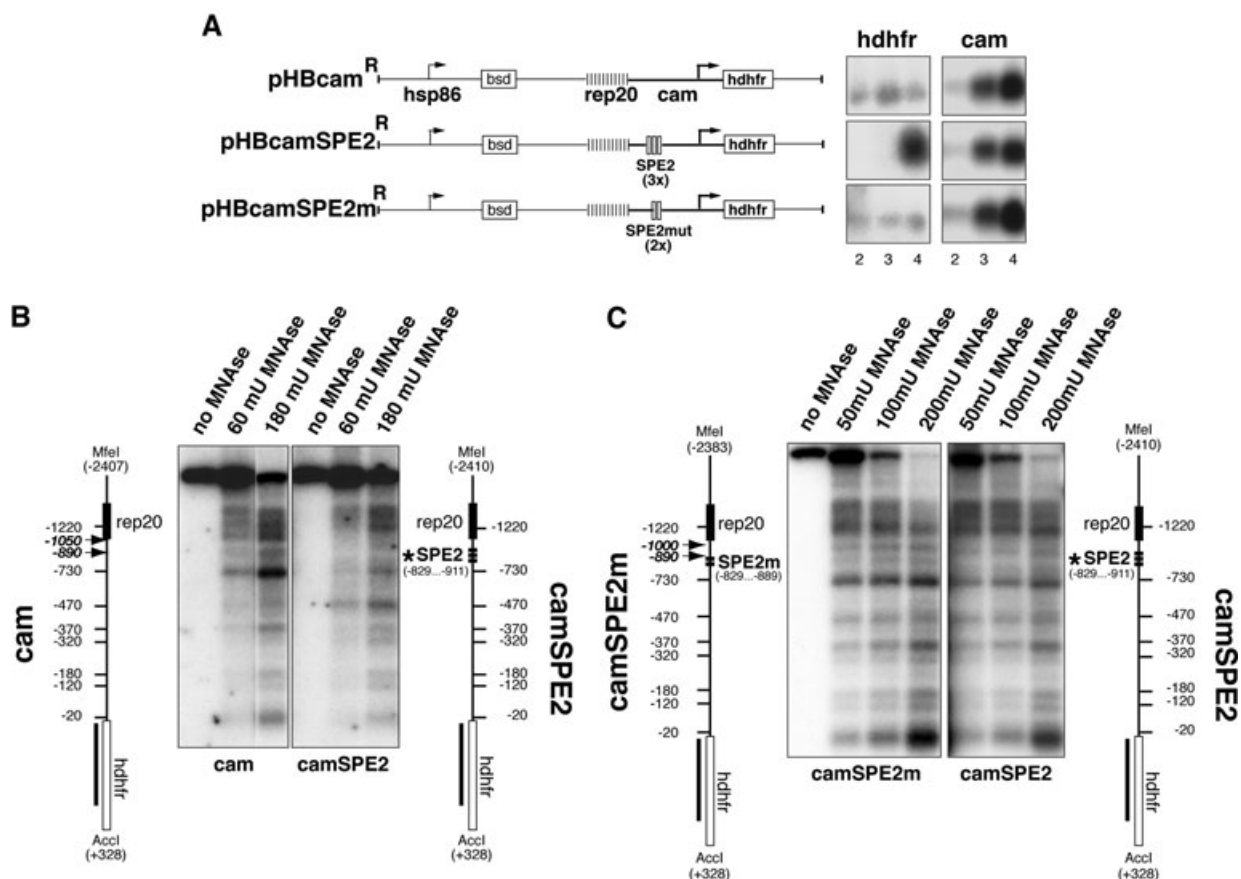 A
hdhfr cam
pHBcam R
hsp86 bsd rep20 cam hdhfr
pHBcamSPE2 R
bsd hdhfr
SPE2
(3x)
pHBcamSPE2m R
bsd hdhfr
SPE2mut
(2x)
2 3 4 2 3 4
B
no MNAse
60 mU MNAse
180 mU MNAse
no MNAse
60 mU MNAse
180 mU MNAse
MfeI
(-2407)
rep20
-1220
-1050
-890
-730
-470
-370
-320
-180
-120
-20
hdhfr
AccI
(+328)
cam
cam
camSPE2
MfeI
(-2410)
rep20
-1220
*SPE2
(-829...-911)
-730
-470
-370
-320
-180
-120
-20
hdhfr
AccI
(+328)
camSPE2
C
no MNAse
50mU MNAse
100mU MNAse
200mU MNAse
50mU MNAse
100mU MNAse
200mU MNAse
MfeI
(-2383)
rep20
-1220
-1000
-890
SPE2m
(-829...-889)
-730
-470
-370
-320
-180
-120
-20
hdhfr
AccI
(+328)
camSPE2m
camSPE2m
camSPE2
MfeI
(-2410)
rep20
-1220
*SPE2
(-829...-911)
-730
-470
-370
-320
-180
-120
-20
hdhfr
AccI
(+328)
camSPE2